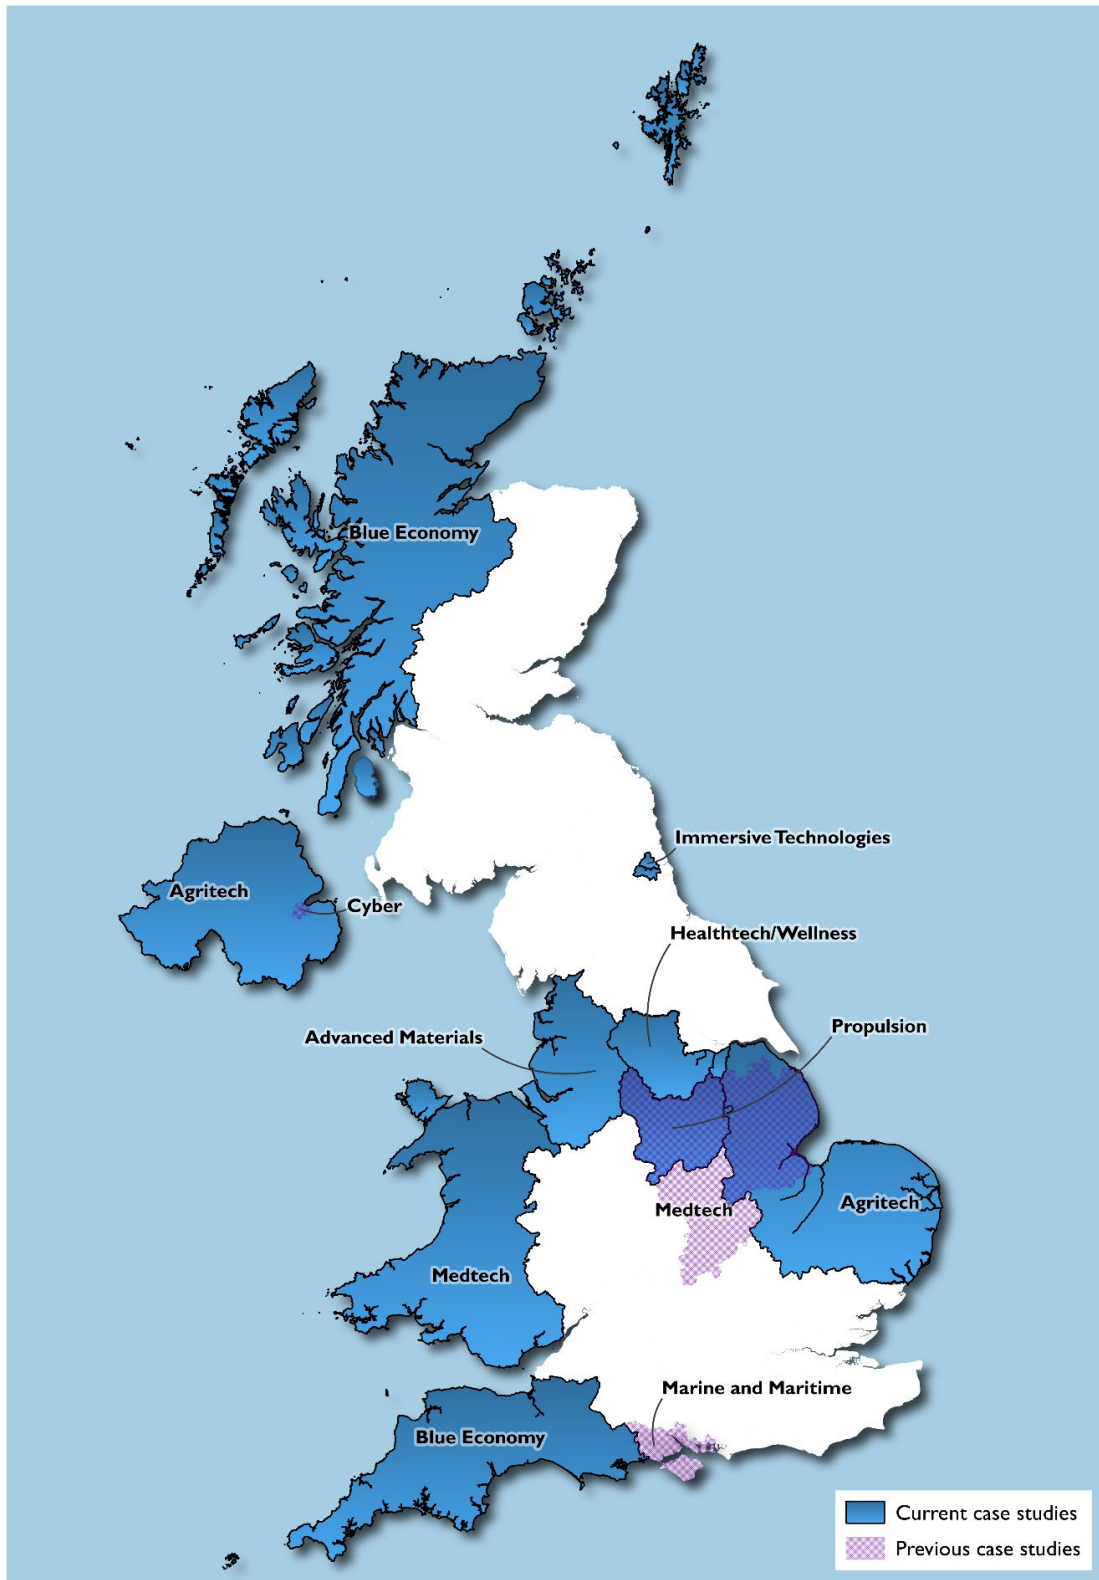 Blue Economy
Immersive Technologies
Agritech
Cyber
Healthtech/Wellness
Propulsion
Advanced Materials
Agritech
Medtech
Medtech
Marine and Maritime
Blue Economy
Current case studies
Previous case studies